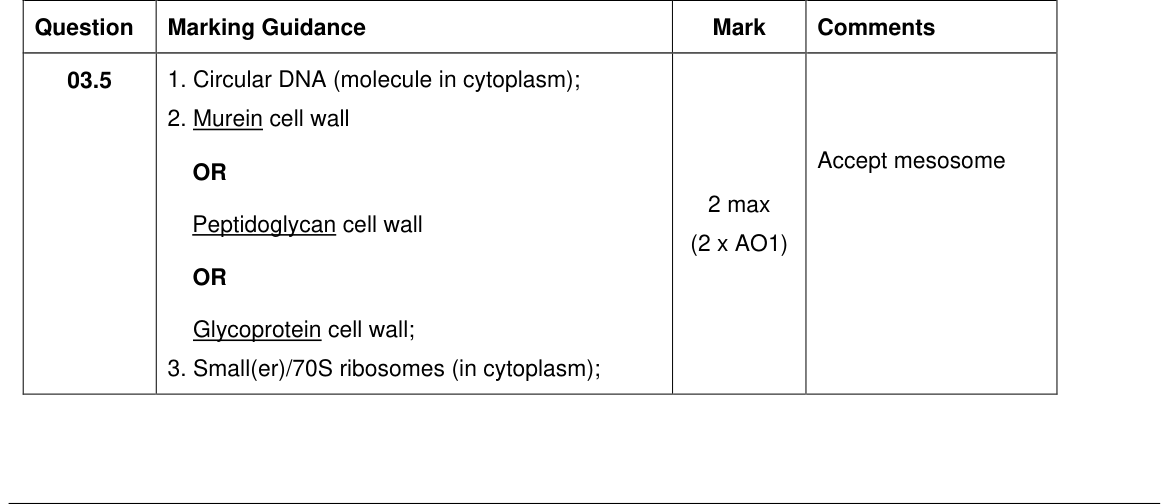 Question Marking Guidance Mark Comments
03.5 1. Circular DNA (molecule in cytoplasm);
2. Murein cell wall
OR
Accept mesosome
Peptidoglycan cell wall
2 max
(2 x AO1)
OR
Glycoprotein cell wall;
3. Small(er)/70S ribosomes (in cytoplasm);